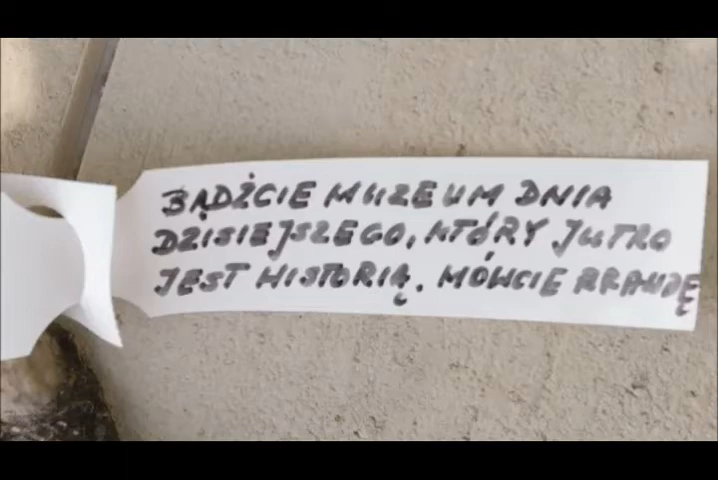 BĄDŹCIE MUZEUM DNIA
DZISIEJSZEGO, KTÓRY JUTRO
JEST HISTORIĄ. MÓWCIE PRAWDĘ